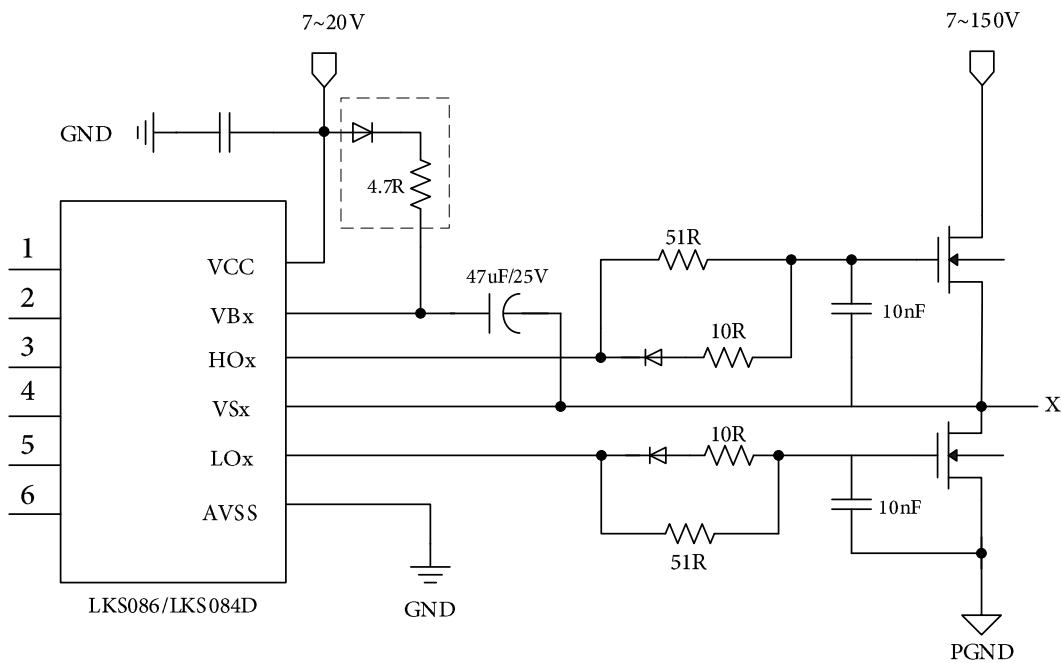 7~20V
7~150V
GND
4.7R
1
VCC
51R
47uF/25V
2
VBx
10nF
10R
3
HOx
4
VSx
X
10R
5
LOx
6
AVSS
10nF
51R
LKS086/LKS084D
GND
PGND